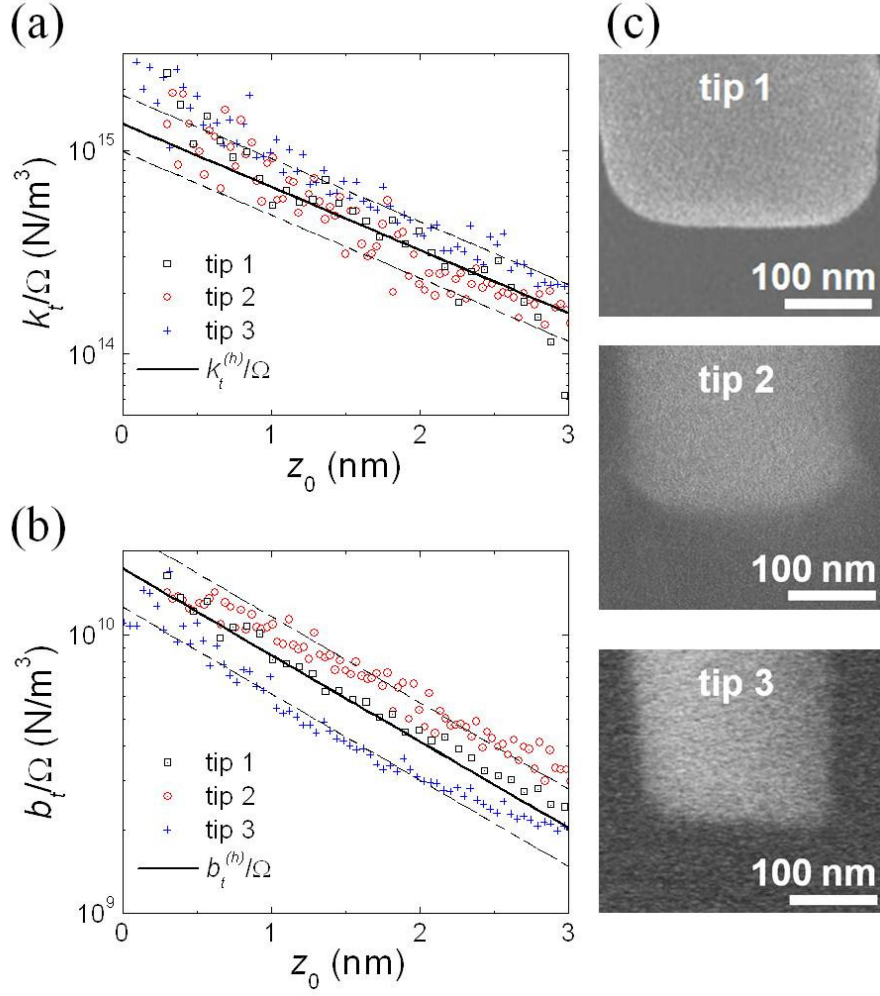 (a)
10^15
10^14
k_t/Ω (N/m^3)
tip 1
tip 2
tip 3
k_t^(h)/Ω
0
1
2
3
z_0 (nm)
(b)
10^10
10^9
b_t/Ω (N/m^3)
tip 1
tip 2
tip 3
b_t^(h)/Ω
0
1
2
3
z_0 (nm)
(c)
tip 1
100 nm
tip 2
100 nm
tip 3
100 nm